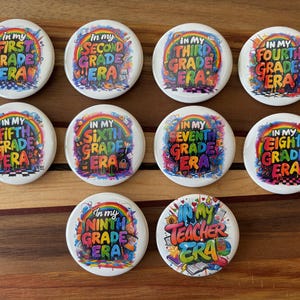 in my
FIRST
GRADE
ERA
in my
SECOND
GRADE
ERA
IN MY
THIRD
GRADE
ERA
IN MY
FOURTH
GRADE
ERA
IN MY
FIFTH
GRADE
ERA
IN MY
SIXTH
GRADE
ERA
IN MY
SEVENTH
GRADE
ERA
IN MY
EIGHT
GRADE
ERA
in my
NINTH
GRADE
ERA
IN MY
TEACHER
ERA